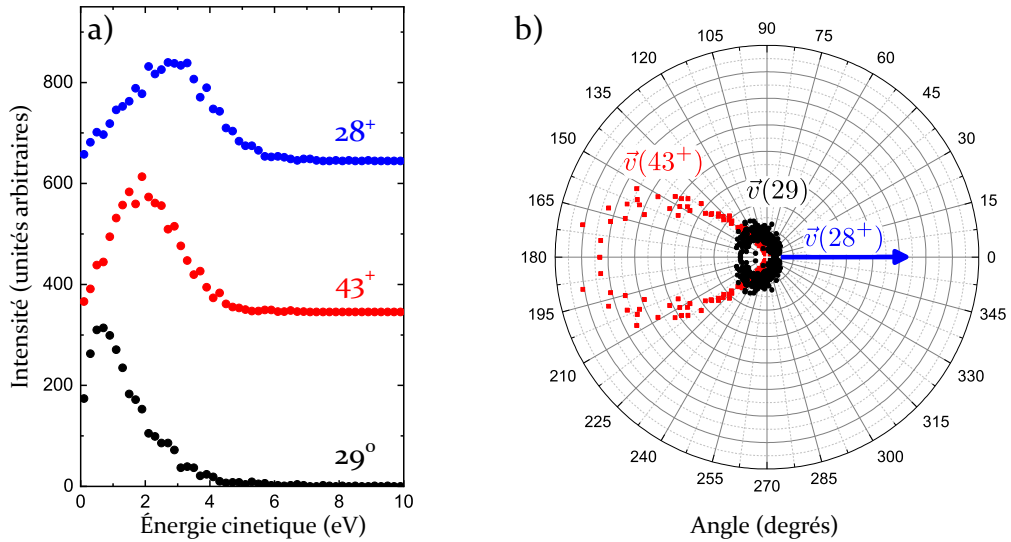 a)
Intensité (unités arbitraires)
800
600
400
200
0
28⁺
43⁺
29⁰
0 2 4 6 8 10
Énergie cinetique (eV)
b)
90
105 75
120 60
135 45
150 30
165 15
180 0
195 345
210 330
225 315
240 300
255 285
270
v⃗(43⁺)
v⃗(29)
v⃗(28⁺)
Angle (degrés)